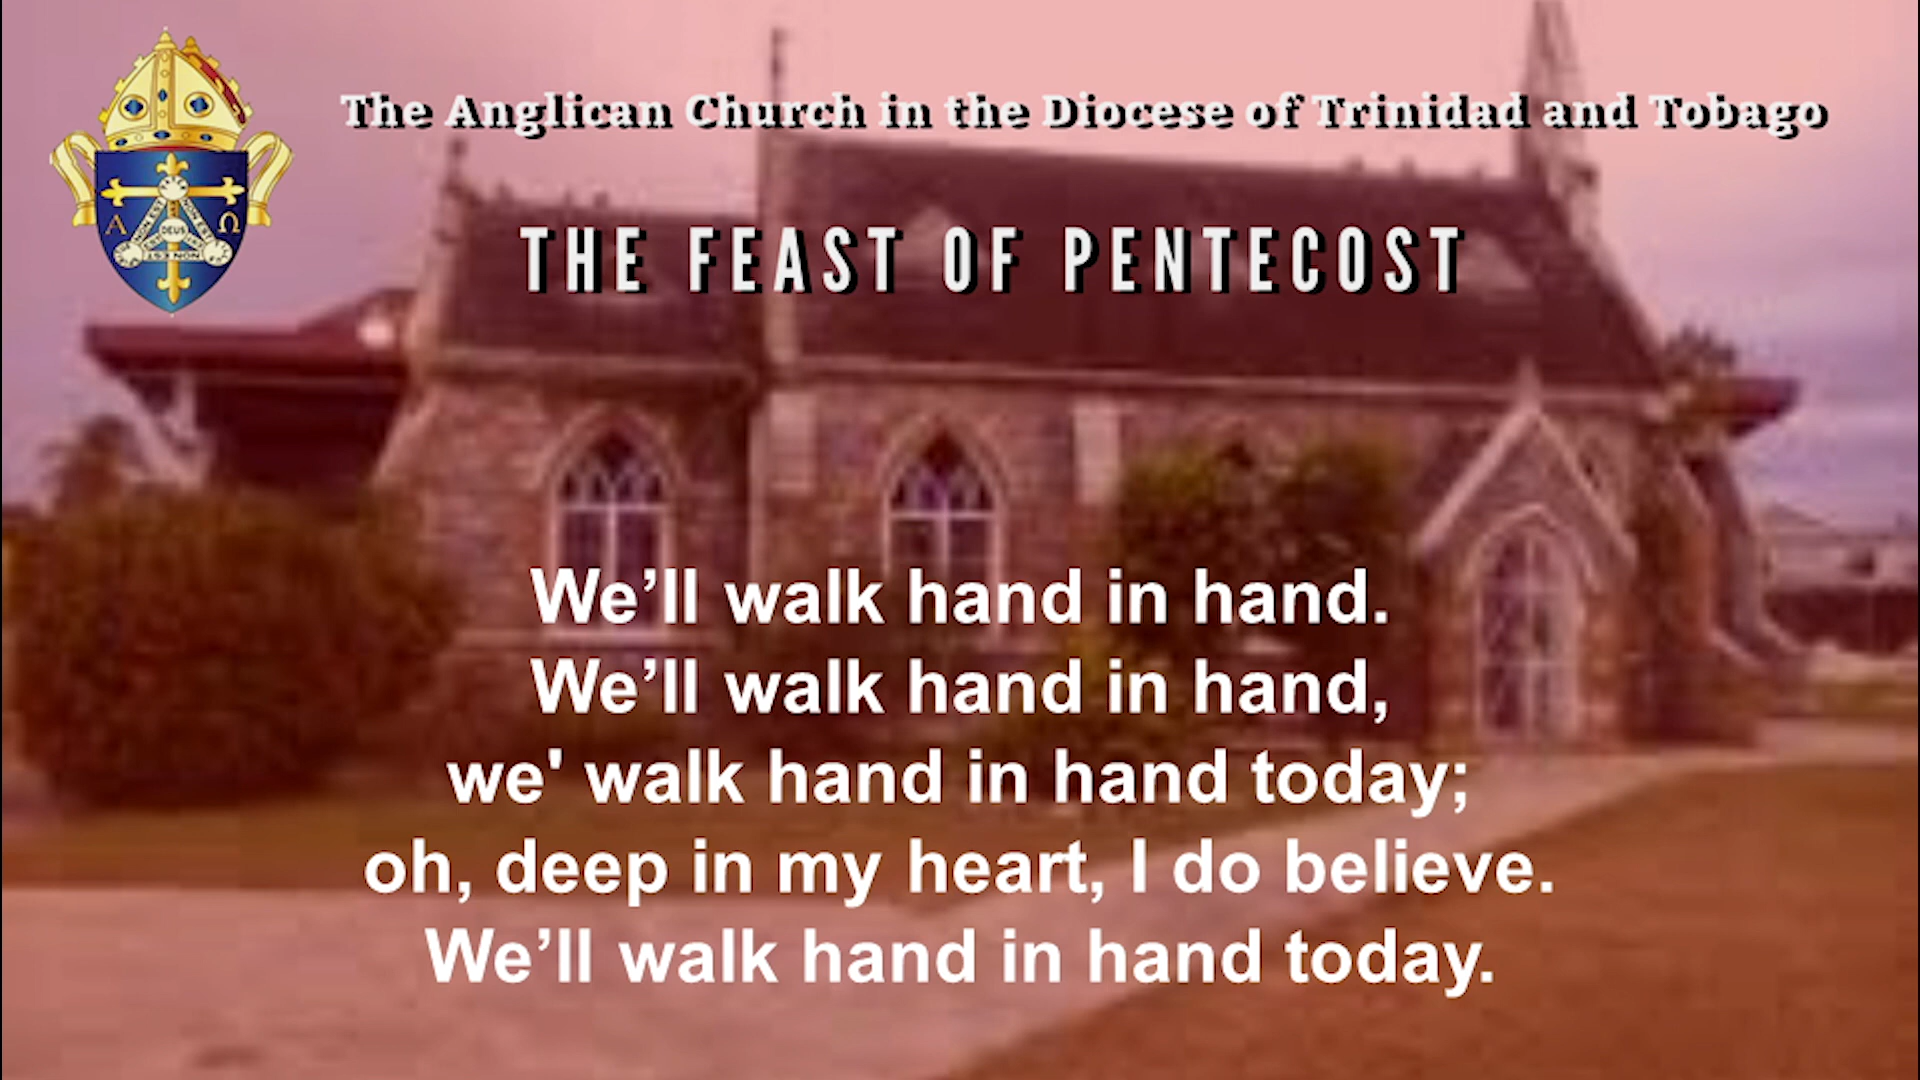 The Anglican Church in the Diocese of Trinidad and Tobago
THE FEAST OF PENTECOST
Α Ω
DEUS
We’ll walk hand in hand.
We’ll walk hand in hand,
we' walk hand in hand today;
oh, deep in my heart, I do believe.
We’ll walk hand in hand today.